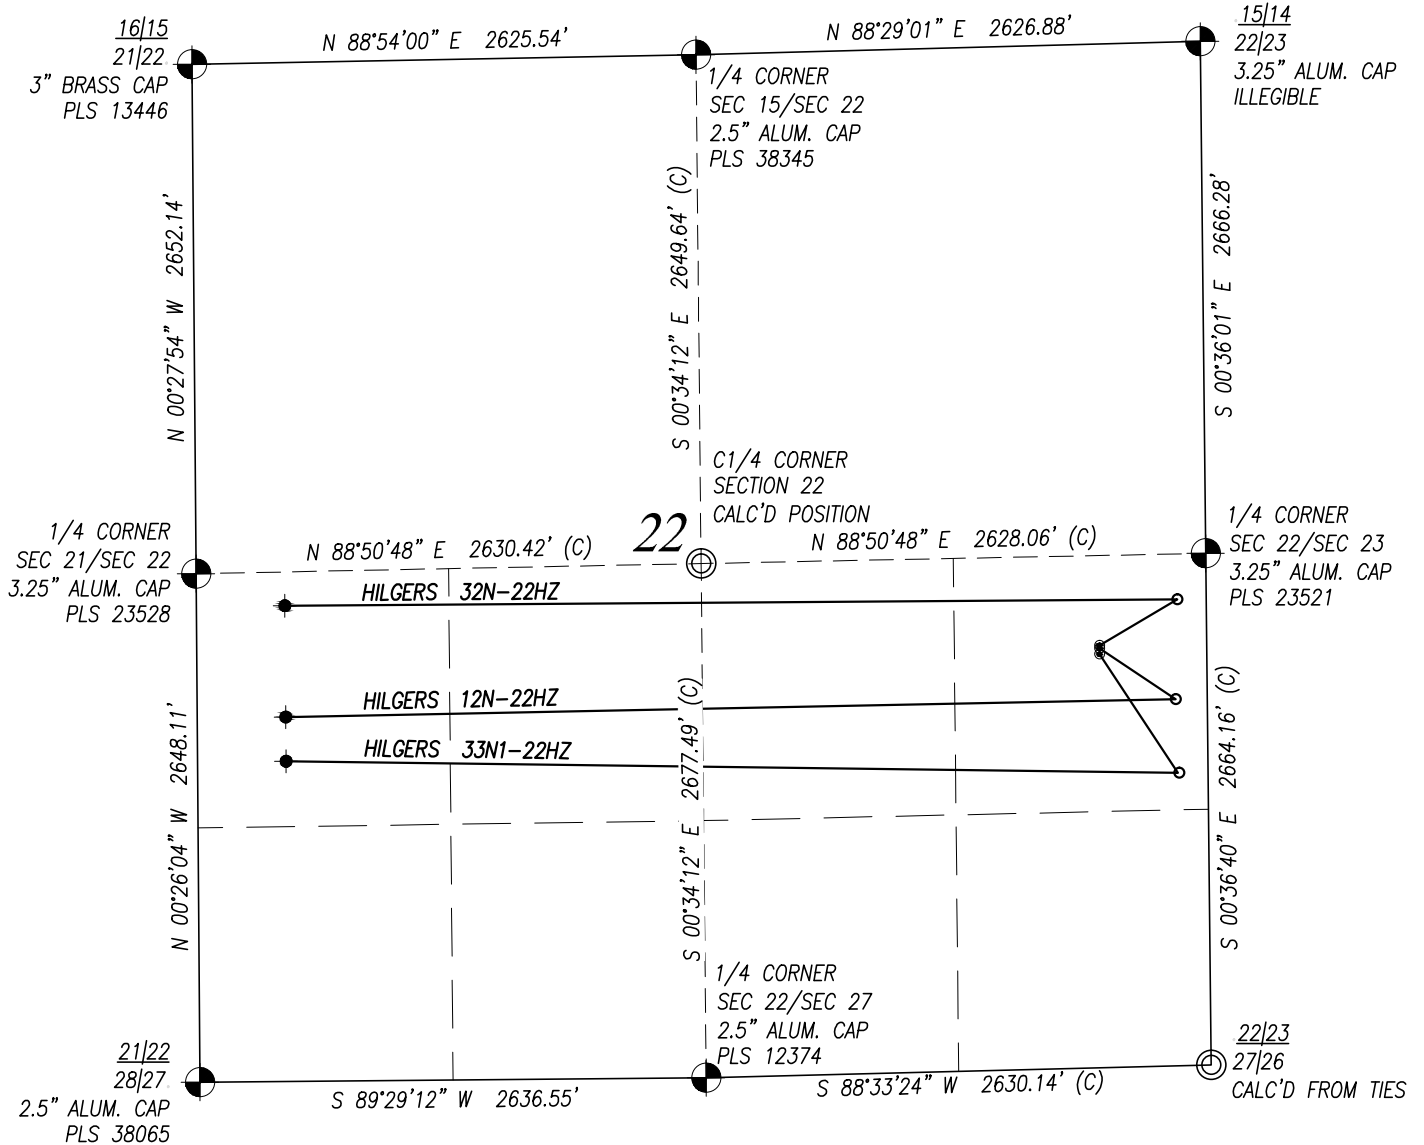 16|15
21|22
3” BRASS CAP
PLS 13446
N 88°54'00” E 2625.54'
1/4 CORNER
SEC 15/SEC 22
2.5” ALUM. CAP
PLS 38345
N 88°29'01” E 2626.88'
15|14
22|23
3.25” ALUM. CAP
ILLEGIBLE
N 00°27'54” W 2652.14'
S 00°34'12” E 2649.64' (C)
S 00°36'01” E 2666.28'
C1/4 CORNER
SECTION 22
CALC'D POSITION
1/4 CORNER
SEC 21/SEC 22
3.25” ALUM. CAP
PLS 23528
N 88°50'48” E 2630.42' (C)
22
N 88°50'48” E 2628.06' (C)
1/4 CORNER
SEC 22/SEC 23
3.25” ALUM. CAP
PLS 23521
HILGERS 32N-22HZ
HILGERS 12N-22HZ
HILGERS 33N1-22HZ
N 00°26'04” W 2648.11'
S 00°34'12” E 2677.49' (C)
S 00°36'40” E 2664.16' (C)
1/4 CORNER
SEC 22/SEC 27
2.5” ALUM. CAP
PLS 12374
21|22
28|27
2.5” ALUM. CAP
PLS 38065
S 89°29'12” W 2636.55'
S 88°33'24” W 2630.14' (C)
22|23
27|26
CALC'D FROM TIES